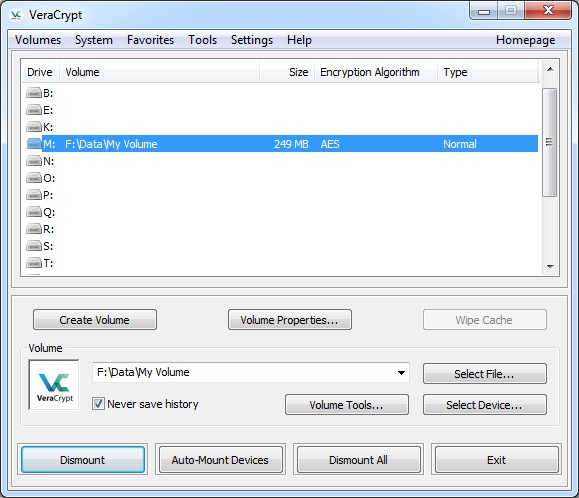 VeraCrypt
Volumes System Favorites Tools Settings Help Homepage
Drive Volume Size Encryption Algorithm Type
B:
E:
K:
M: F:\Data\My Volume 249 MB AES Normal
N:
O:
P:
Q:
R:
S:
T:
Create Volume Volume Properties... Wipe Cache
Volume
F:\Data\My Volume Select File...
VeraCrypt
Never save history Volume Tools... Select Device...
Dismount Auto-Mount Devices Dismount All Exit